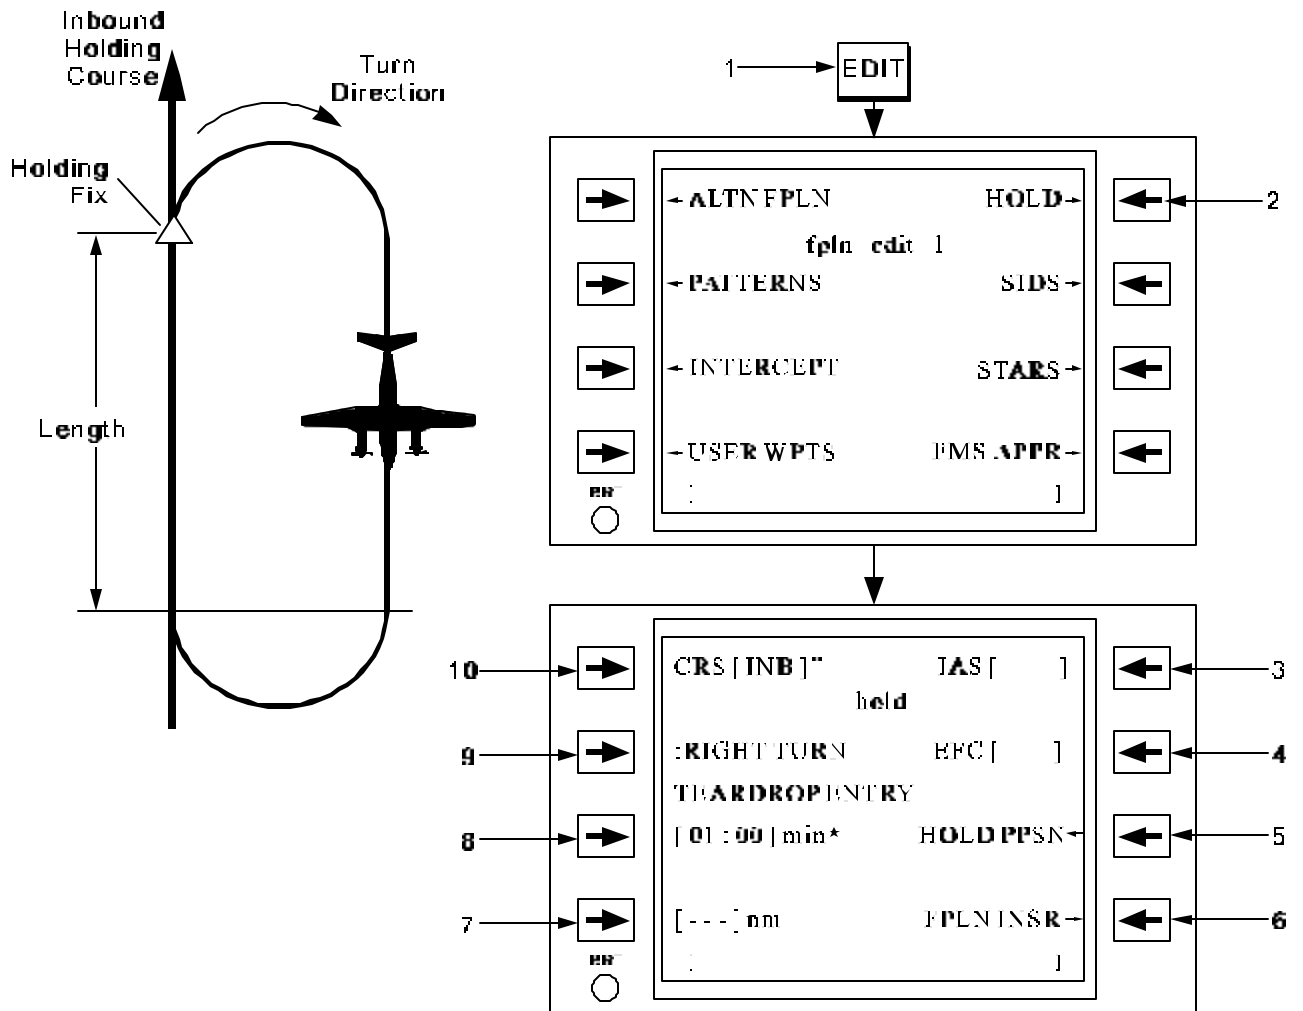 Inbound
Holding
Course
Turn
Direction
Holding
Fix
Length
1
EDIT
←ALTN FPLN HOLD→
2
fpln edit 1
←PATTERNS SIDS→
←INTERCEPT STARS→
←USER WPTS FMS APPR→
BRT
[ ]
10
CRS [ INB ]° IAS [ ]
3
hold
9
:RIGHT TURN EFC [ ]
4
TEARDROP ENTRY
8
[ 01 : 00 ] min* HOLD PPSN←
5
7
[ - - - ] nm FPLN INSR→
6
BRT
[ ]